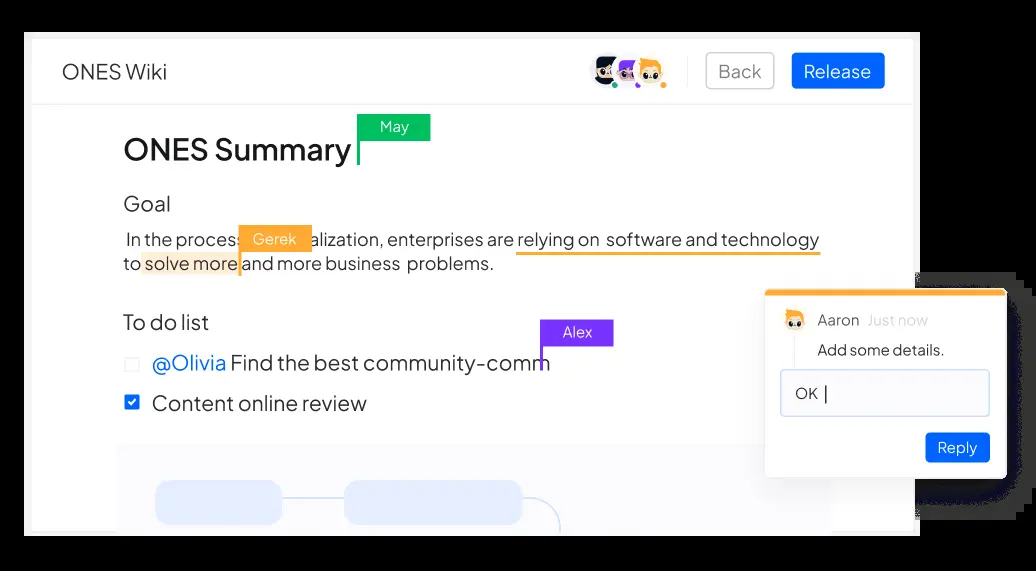 ONES Wiki
Back
Release
May
ONES Summary
Goal
Gerek
In the proces alization, enterprises are relying on software and technology
to solve more and more business problems.
To do list
Alex
@Olivia Find the best community-comm
Content online review
Aaron Just now
Add some details.
OK
Reply